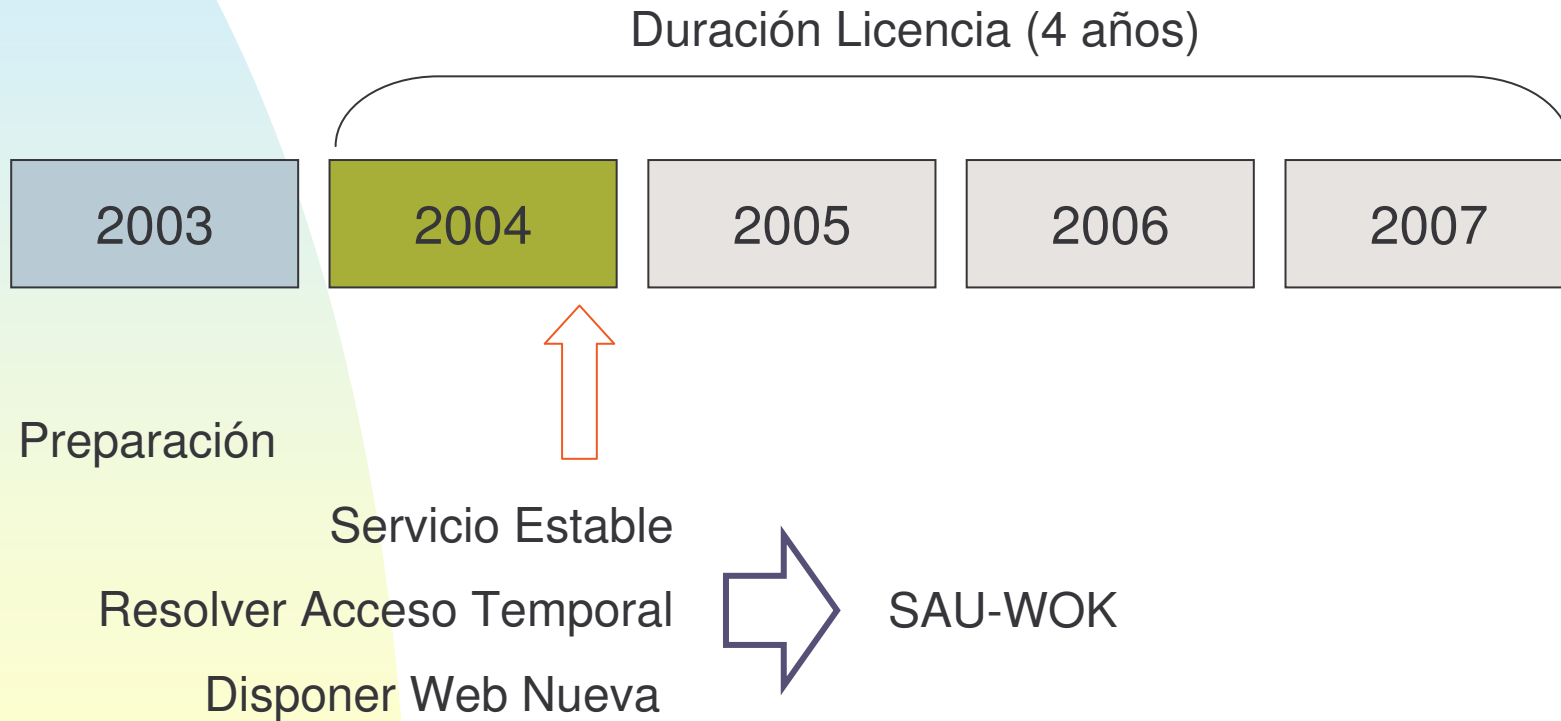 Duración Licencia (4 años)
2003
2004
2005
2006
2007
Preparación
Servicio Estable
Resolver Acceso Temporal
SAU-WOK
Disponer Web Nueva